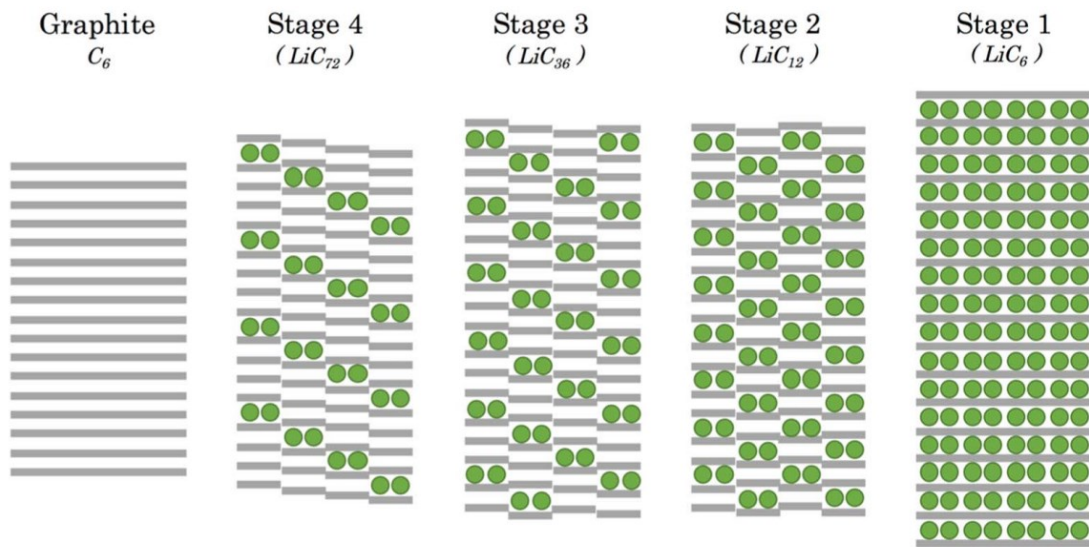 Graphite
C₆
Stage 4
(LiC₇₂)
Stage 3
(LiC₃₆)
Stage 2
(LiC₁₂)
Stage 1
(LiC₆)